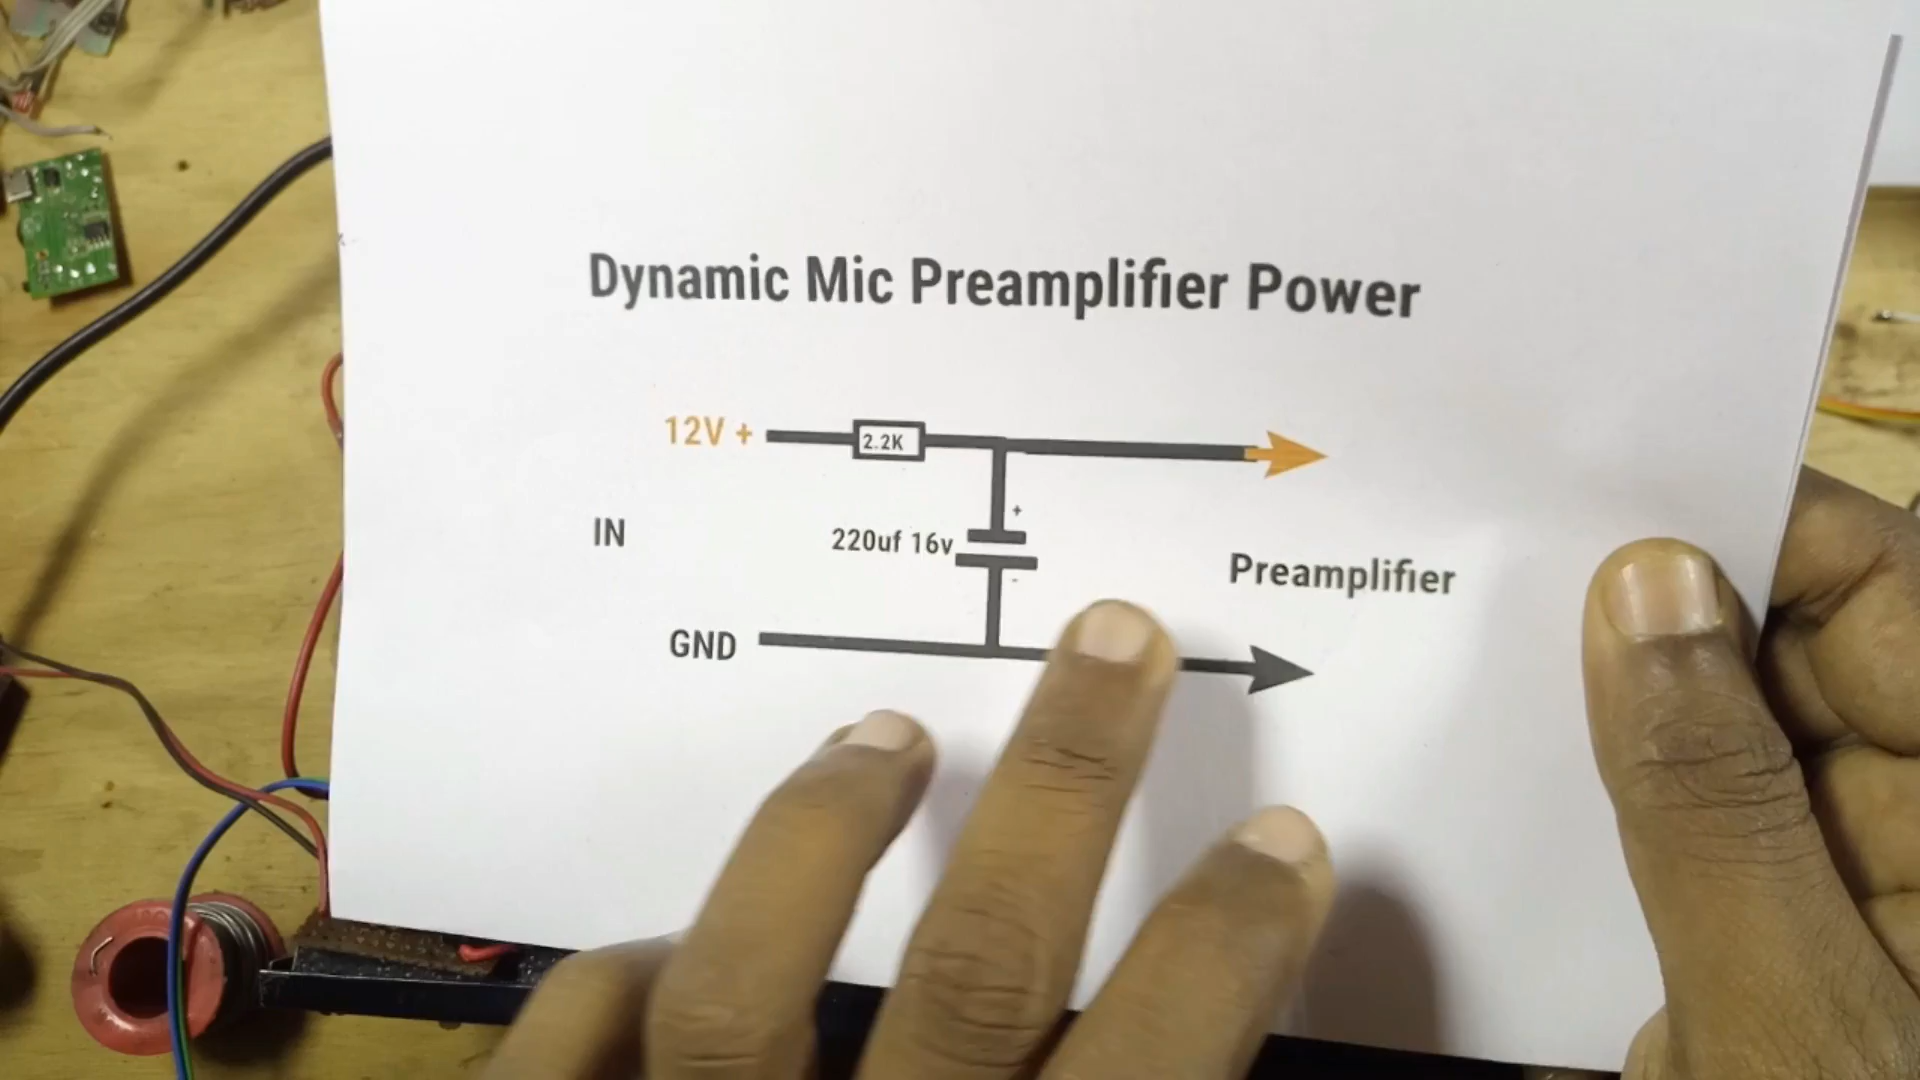 Dynamic Mic Preamplifier Power
12V +
2.2K
+
IN
220uf 16v
-
Preamplifier
GND